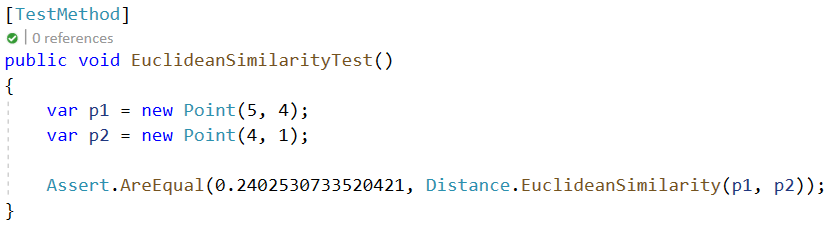 [TestMethod]
| 0 references
public void EuclideanSimilarityTest()
{
    var p1 = new Point(5, 4);
    var p2 = new Point(4, 1);

    Assert.AreEqual(0.2402530733520421, Distance.EuclideanSimilarity(p1, p2));
}